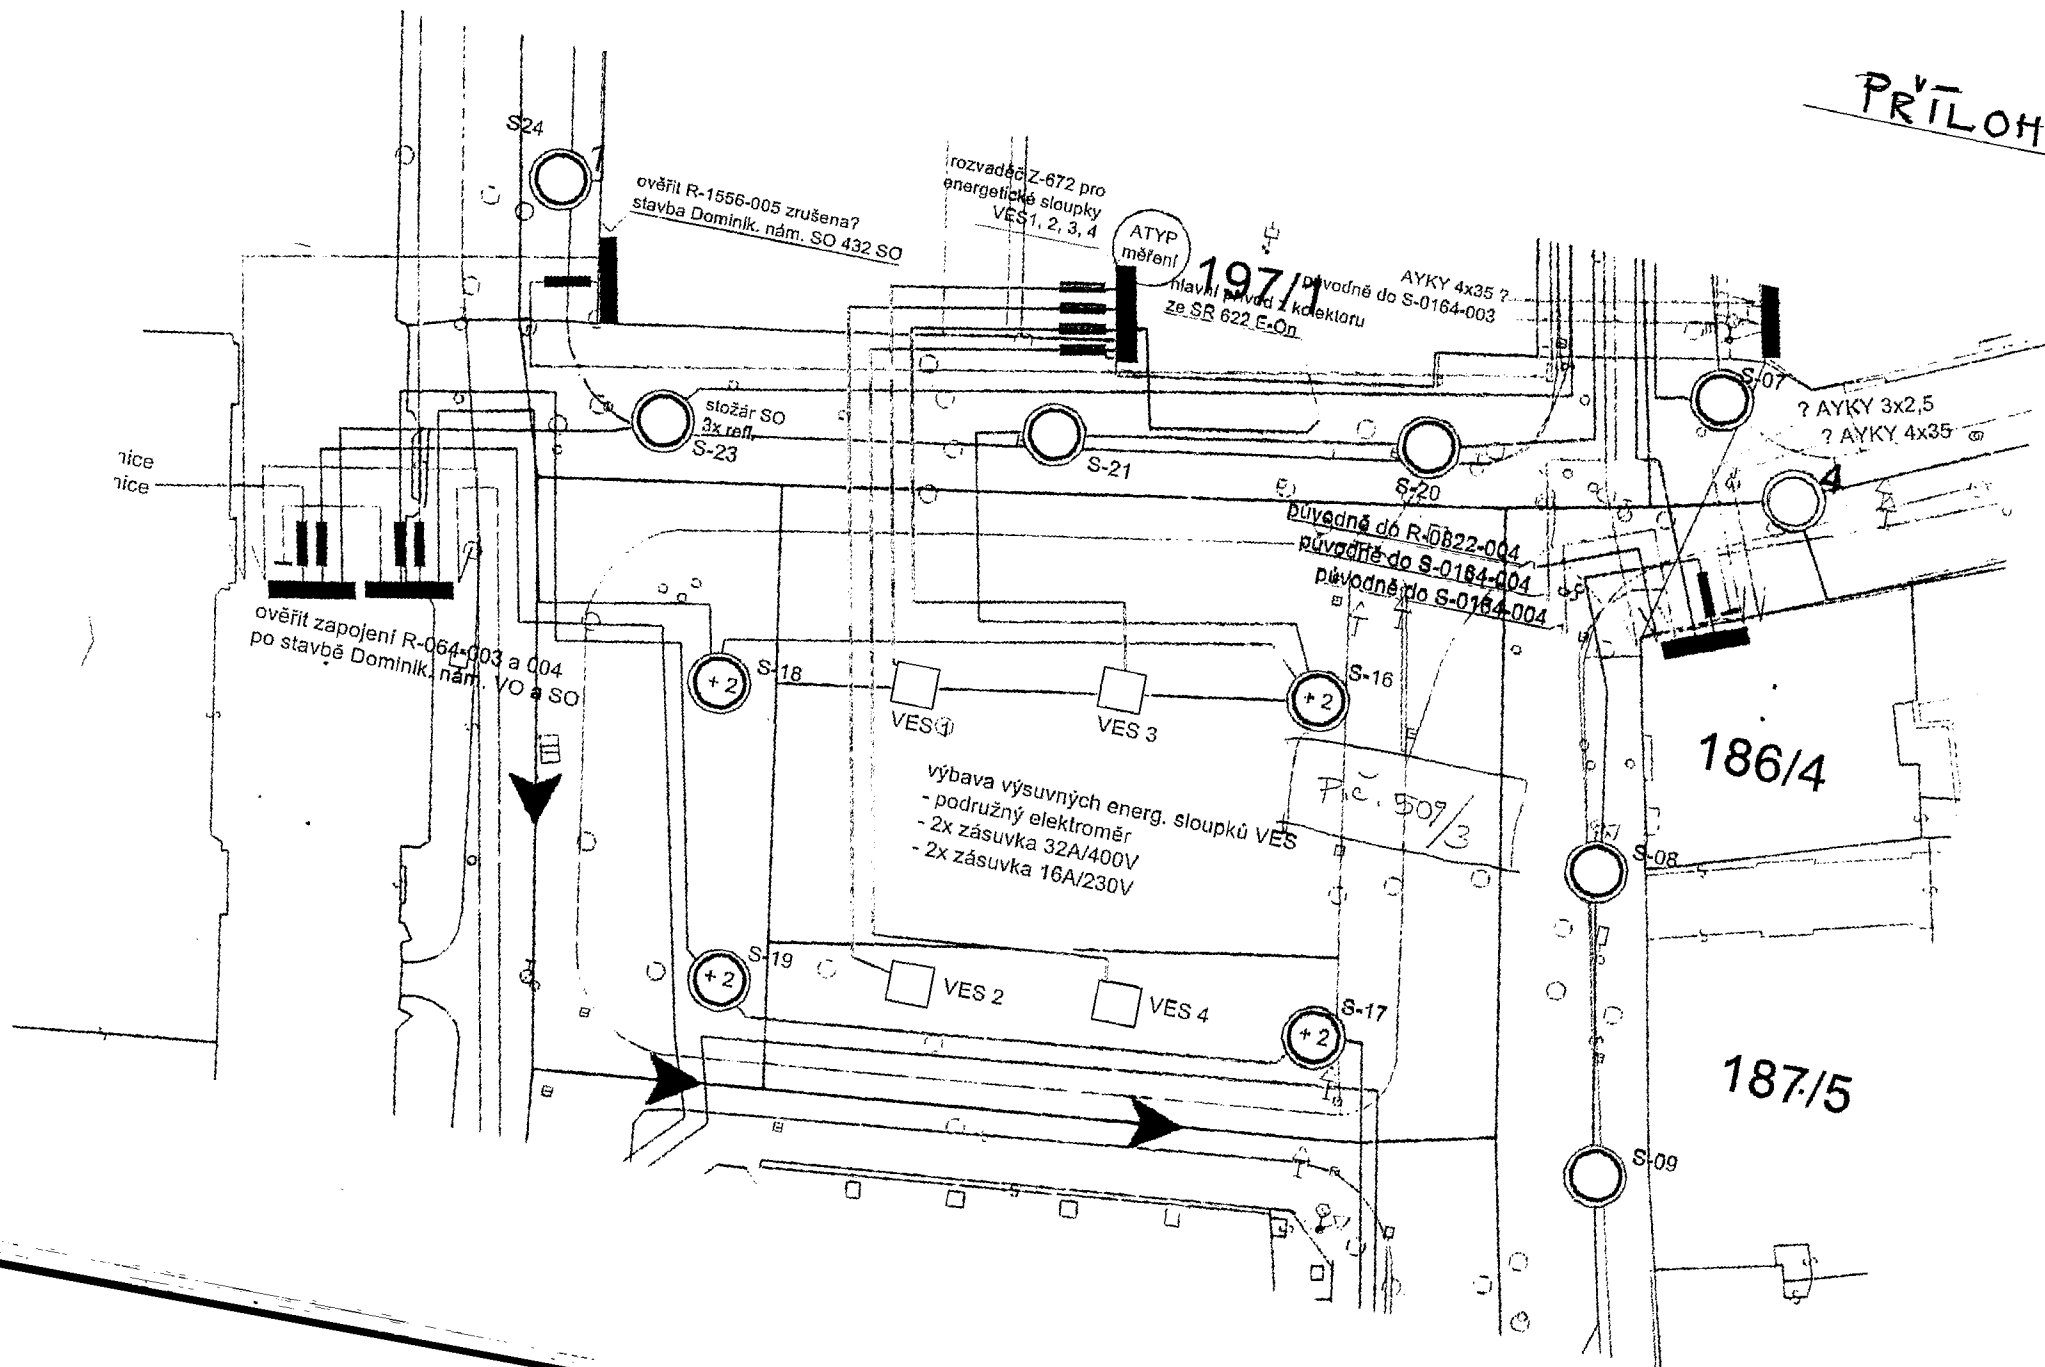 PŘÍLOH
S24
7
ověřit R-1556-005 zrušena?
stavba Dominik. nám. SO 432 SO
rozvaděč Z-672 pro
energetické sloupky
VES1, 2, 3, 4
ATYP
měření
197/1
hlavní přívod z kolektoru
ze SR 622 E-On
AYKY 4x35 ?
původně do S-0164-003
S-07
? AYKY 3x2,5
? AYKY 4x35
stožár SO
3x refl.
S-23
S-21
S-20
4
nice
nice
původně do R-0822-004
původně do S-0164-004
původně do S-0164-004
ověřit zapojení R-064-003 a 004
po stavbě Dominik. nám. VO a SO
+ 2
S-18
VES 1
VES 3
+ 2
S-16
186/4
výbava výsuvných energ. sloupků VES
- podružný elektroměr
- 2x zásuvka 32A/400V
- 2x zásuvka 16A/230V
P.č. 509/3
S-08
+ 2
S-19
VES 2
VES 4
+ 2
S-17
187/5
S-09